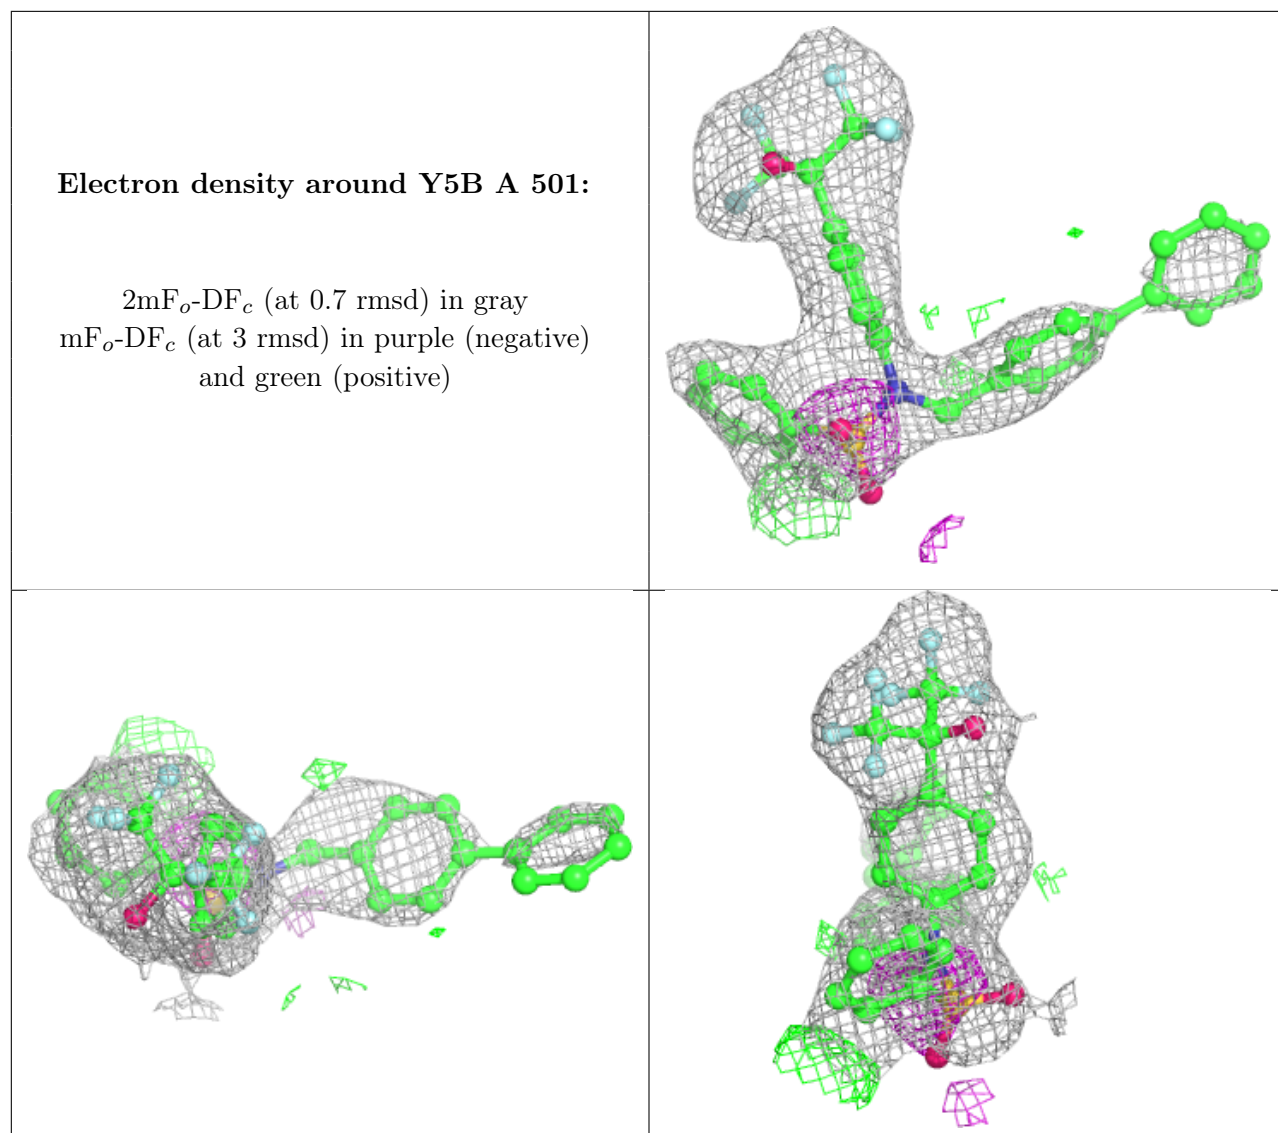 Electron density around Y5B A 501:
2mFo-DFc (at 0.7 rmsd) in gray
mFo-DFc (at 3 rmsd) in purple (negative)
and green (positive)